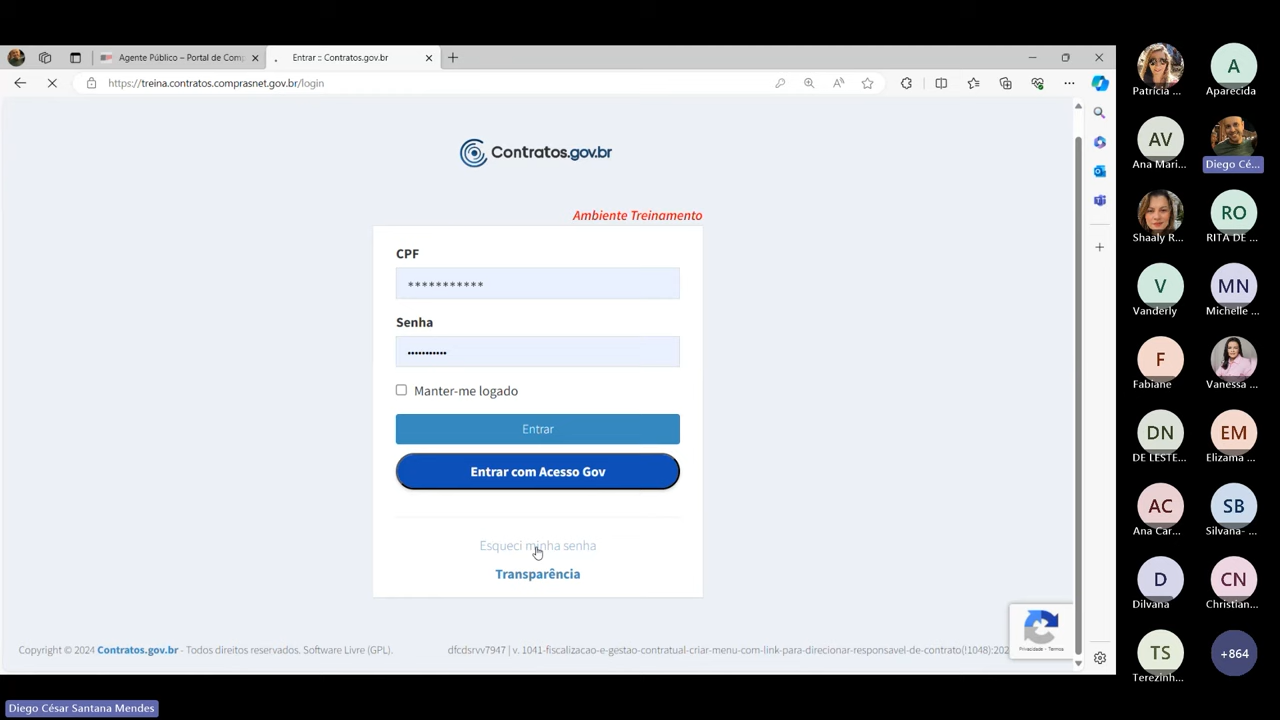 Agente Público – Portal de Comp
Entrar :: Contratos.gov.br
https://treina.contratos.comprasnet.gov.br/login
Contratos.gov.br
Ambiente Treinamento
CPF
***********
Senha
•••••••••••
Manter-me logado
Entrar
Entrar com Acesso Gov
Esqueci minha senha
Transparência
Privacidade - Termos
Copyright © 2024 Contratos.gov.br - Todos direitos reservados. Software Livre (GPL).
dfcdsrvv7947 | v. 1041-fiscalizacao-e-gestao-contratual-criar-menu-com-link-para-direcionar-responsavel-de-contrato(!1048):202
Patrícia ...
A
Aparecida
AV
Ana Mari...
Diego Cé...
Shaaly R...
RO
RITA DE ...
V
Vanderly
MN
Michelle ...
F
Fabiane
Vanessa ...
DN
DE LESTE...
EM
Elizama ...
AC
Ana Car...
SB
Silvana- ...
D
Dilvana
CN
Christian...
TS
Terezinh...
+864
Diego César Santana Mendes